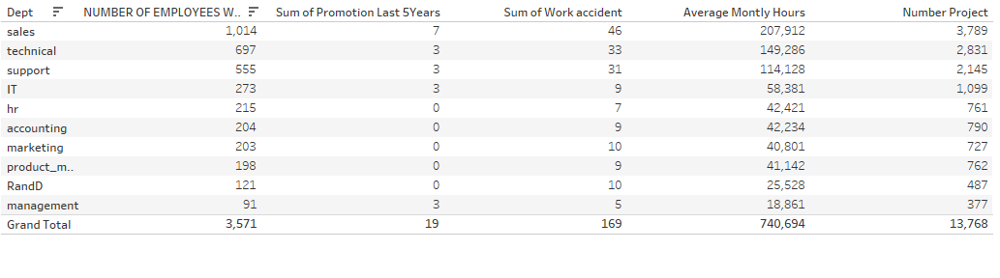 Dept NUMBER OF EMPLOYEES W.. Sum of Promotion Last 5Years Sum of Work accident Average Montly Hours Number Project
sales 1,014 7 46 207,912 3,789
technical 697 3 33 149,286 2,831
support 555 3 31 114,128 2,145
IT 273 3 9 58,381 1,099
hr 215 0 7 42,421 761
accounting 204 0 9 42,234 790
marketing 203 0 10 40,801 727
product_m.. 198 0 9 41,142 762
RandD 121 0 10 25,528 487
management 91 3 5 18,861 377
Grand Total 3,571 19 169 740,694 13,768